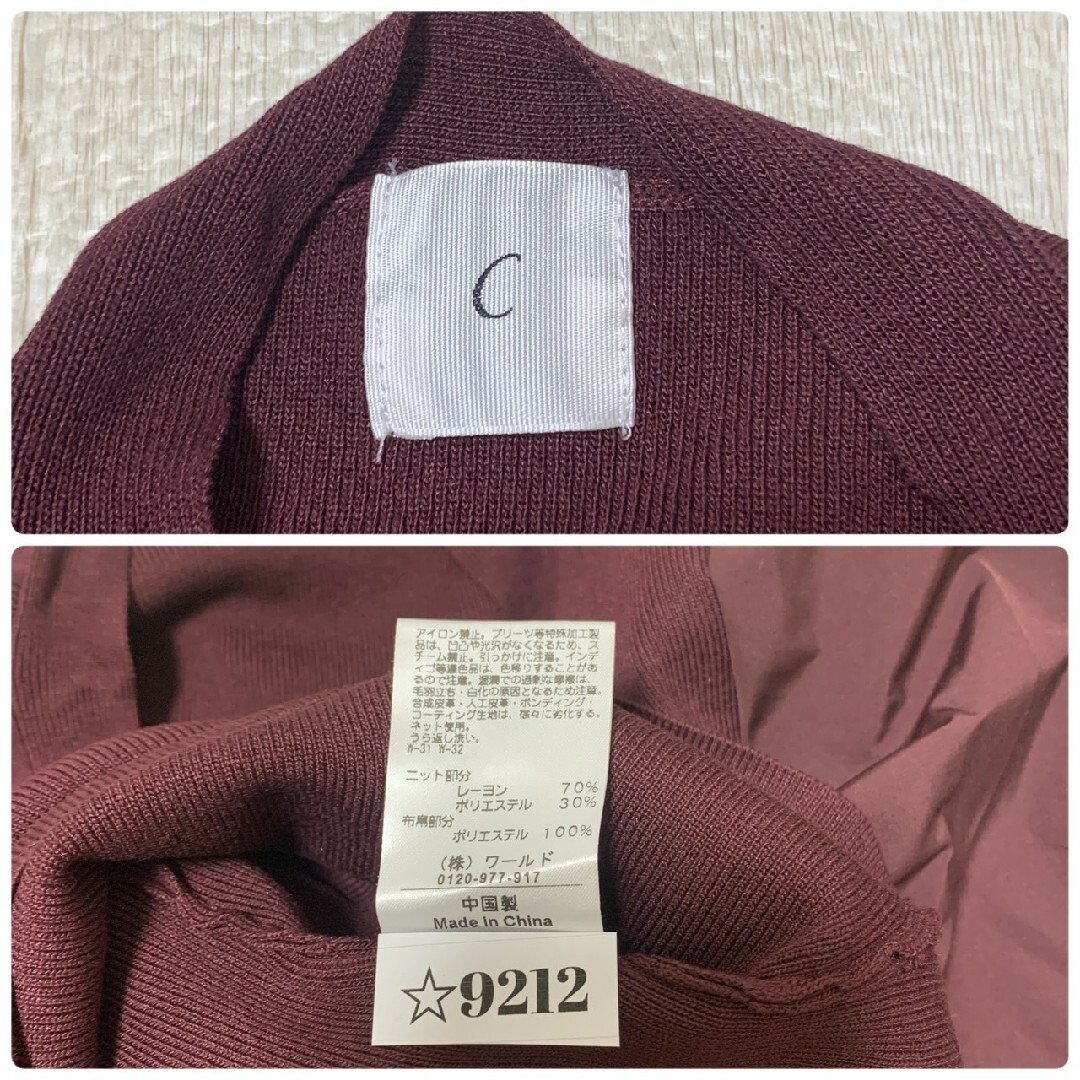 C
アイロン禁止。プリーツ等特殊加工製
品は、凹凸や光沢がなくなるため、ス
チーム禁止。引っかけに注意。インデ
ィゴ等濃色品は、色移りすることがあ
るので注意。湿潤での過剰な摩擦は、
毛羽立ち・白化の原因となるため注意。
合成皮革・人工皮革・ボンディング・
コーティング生地は、徐々に劣化する。
ネット使用。
うら返し洗い。
W-31 W-32
ニット部分
レーヨン 70%
ポリエステル 30%
布帛部分
ポリエステル 100%
(株) ワールド
0120-977-917
中国製
Made in China
☆9212